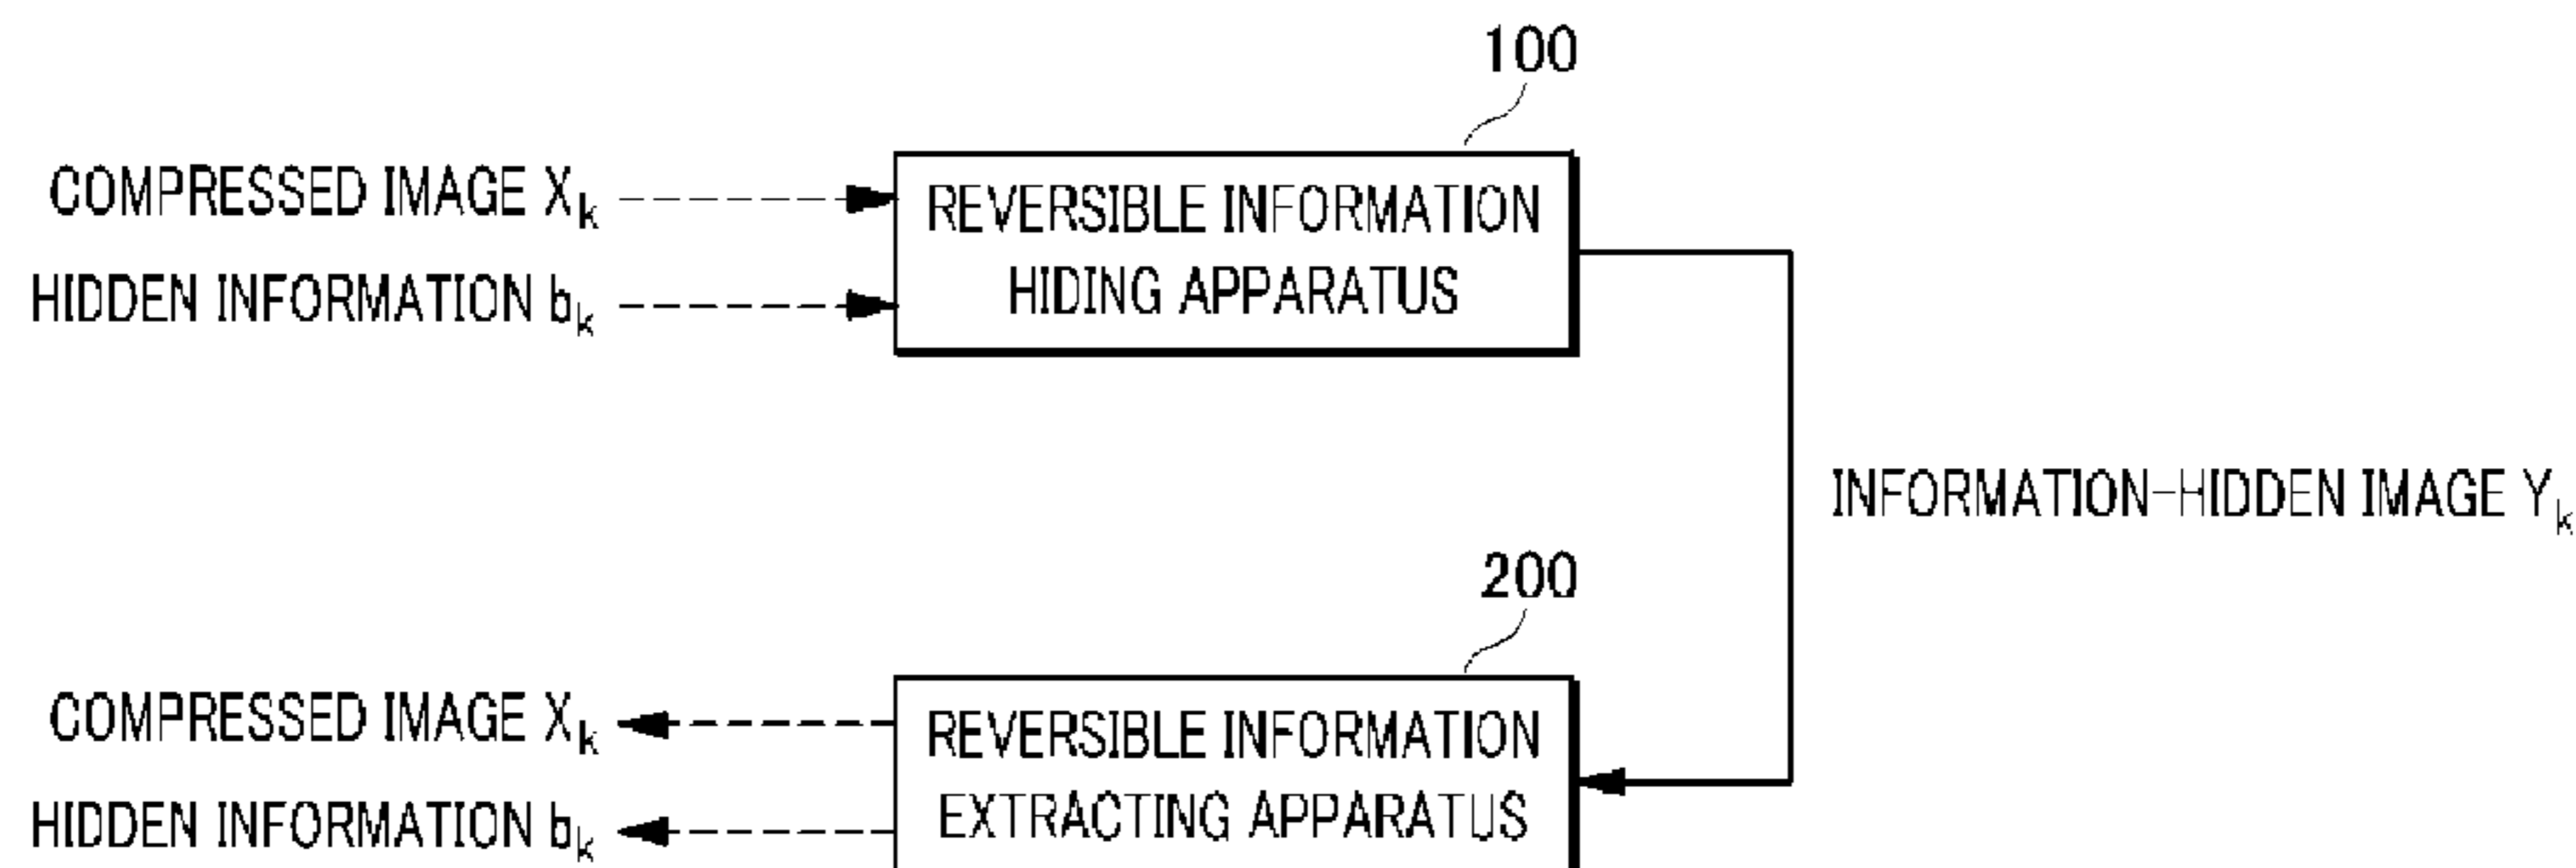 100
COMPRESSED IMAGE Xk
HIDDEN INFORMATION bk
REVERSIBLE INFORMATION
HIDING APPARATUS
INFORMATION-HIDDEN IMAGE Yk
200
COMPRESSED IMAGE Xk
HIDDEN INFORMATION bk
REVERSIBLE INFORMATION
EXTRACTING APPARATUS